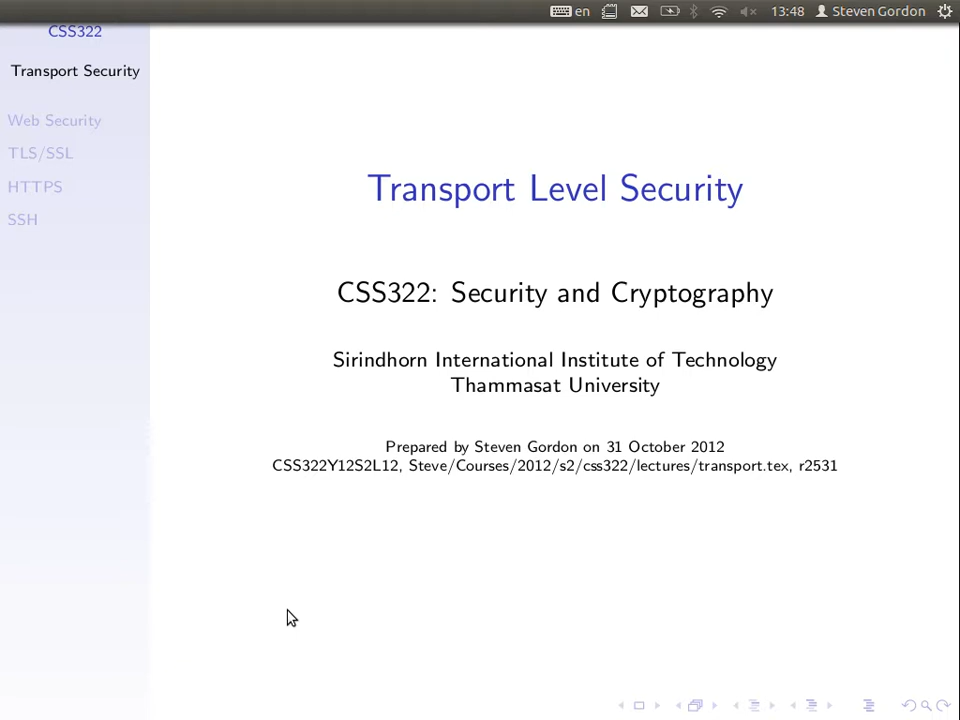 en
13:48
Steven Gordon
CSS322
Transport Security
Web Security
TLS/SSL
HTTPS
SSH
Transport Level Security
CSS322: Security and Cryptography
Sirindhorn International Institute of Technology
Thammasat University
Prepared by Steven Gordon on 31 October 2012
CSS322Y12S2L12, Steve/Courses/2012/s2/css322/lectures/transport.tex, r2531